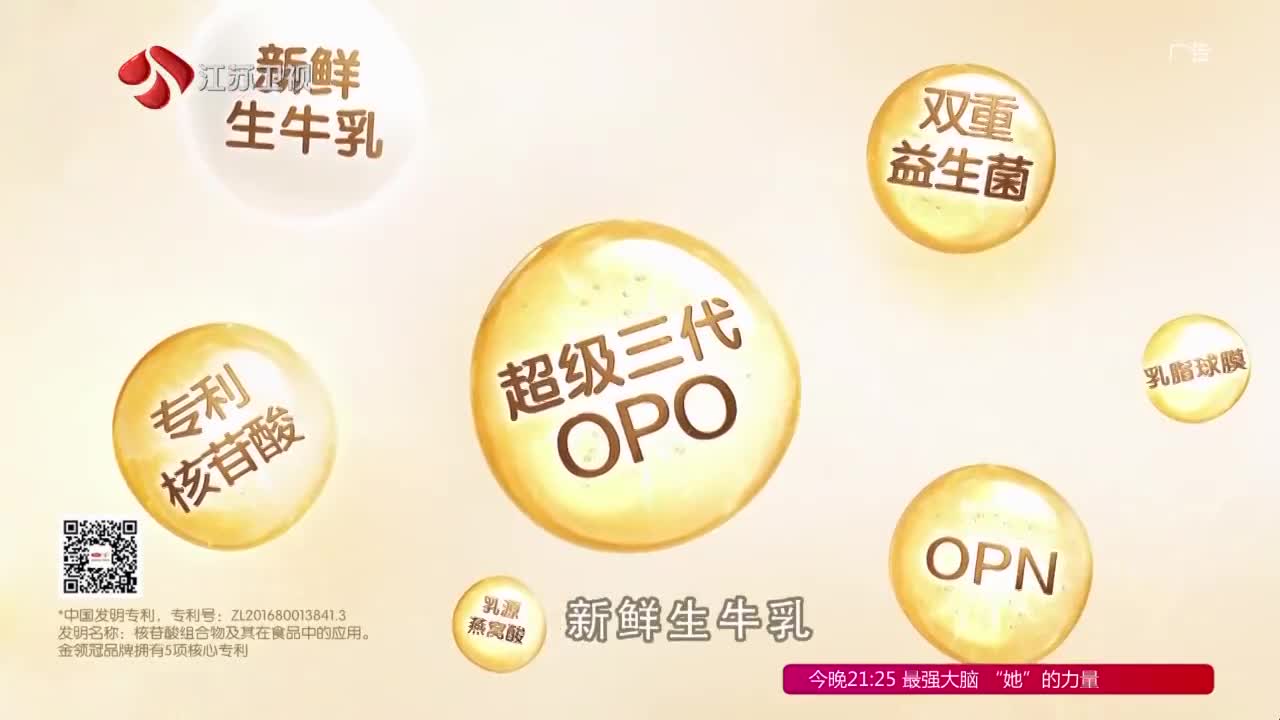 江苏卫视
广告
新鲜
生牛乳
双重
益生菌
超级三代
OPO
乳脂球膜
专利
核苷酸
OPN
乳源
燕窝酸
新鲜生牛乳
*中国发明专利，专利号：ZL201680013841.3
发明名称：核苷酸组合物及其在食品中的应用。
金领冠品牌拥有5项核心专利
今晚21:25 最强大脑 “她”的力量